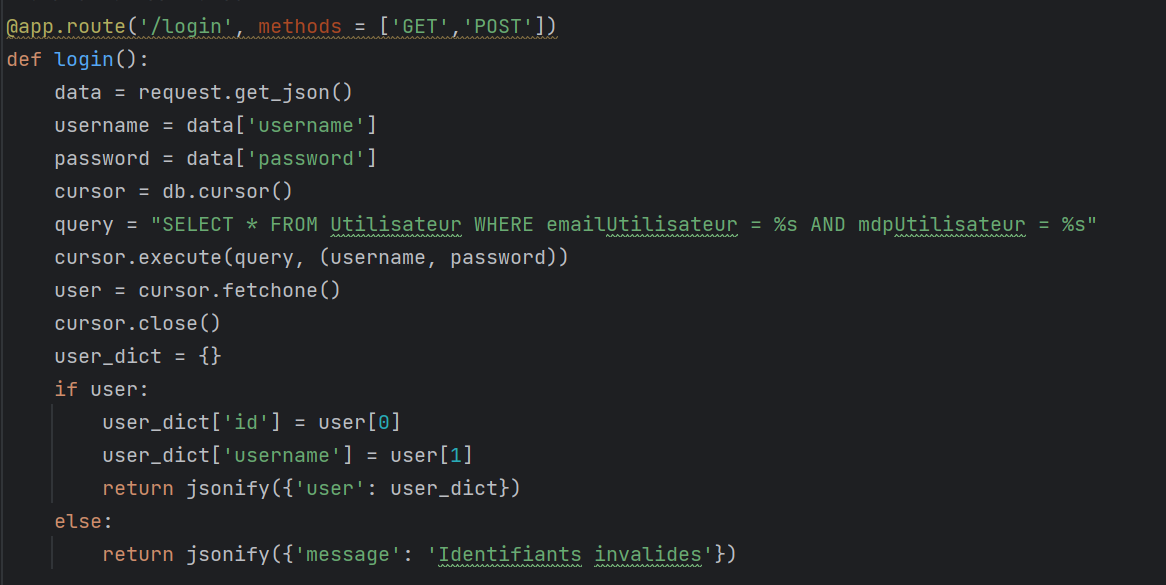 @app.route('/login', methods = ['GET','POST'])
def login():
    data = request.get_json()
    username = data['username']
    password = data['password']
    cursor = db.cursor()
    query = "SELECT * FROM Utilisateur WHERE emailUtilisateur = %s AND mdpUtilisateur = %s"
    cursor.execute(query, (username, password))
    user = cursor.fetchone()
    cursor.close()
    user_dict = {}
    if user:
        user_dict['id'] = user[0]
        user_dict['username'] = user[1]
        return jsonify({'user': user_dict})
    else:
        return jsonify({'message': 'Identifiants invalides'})